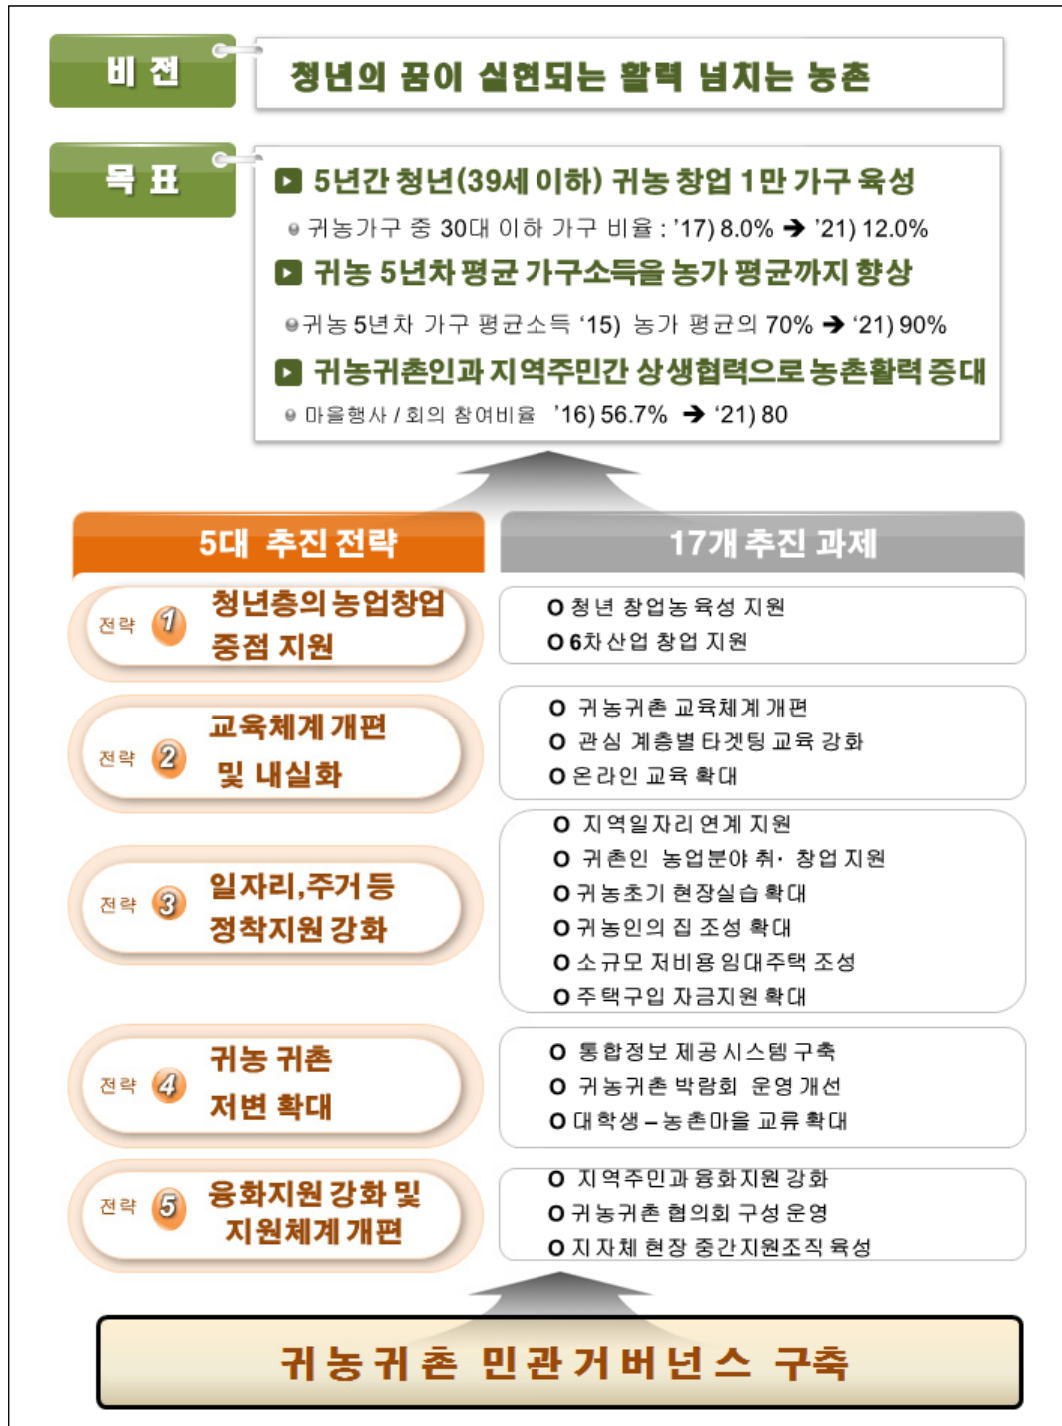 비 전
청년의 꿈이 실현되는 활력 넘치는 농촌
목 표
5년간 청년(39세 이하) 귀농 창업 1만 가구 육성
귀농가구 중 30대 이하 가구 비율 : '17) 8.0% ➔ '21) 12.0%
귀농 5년차 평균 가구소득을 농가 평균까지 향상
귀농 5년차 가구 평균소득 '15) 농가 평균의 70% ➔ '21) 90%
귀농귀촌인과 지역주민간 상생협력으로 농촌활력 증대
마을행사 / 회의 참여비율 '16) 56.7% ➔ '21) 80
5대 추진 전략
17개 추진 과제
전략 1 청년층의 농업창업
중점 지원
O 청년 창업농 육성 지원
O 6차산업 창업 지원
전략 2 교육체계 개편
및 내실화
O 귀농귀촌 교육체계 개편
O 관심 계층별 타겟팅 교육 강화
O 온라인 교육 확대
전략 3 일자리,주거 등
정착지원 강화
O 지역일자리 연계 지원
O 귀촌인 농업분야 취· 창업 지원
O 귀농초기 현장실습 확대
O 귀농인의 집 조성 확대
O 소규모 저비용 임대주택 조성
O 주택구입 자금지원 확대
전략 4 귀농 귀촌
저변 확대
O 통합정보 제공 시스템 구축
O 귀농귀촌 박람회 운영 개선
O 대학생 – 농촌마을 교류 확대
전략 5 융화지원 강화 및
지원체계 개편
O 지역주민과 융화지원 강화
O 귀농귀촌 협의회 구성 운영
O 지자체 현장 중간지원조직 육성
귀농귀촌 민관거버넌스 구축